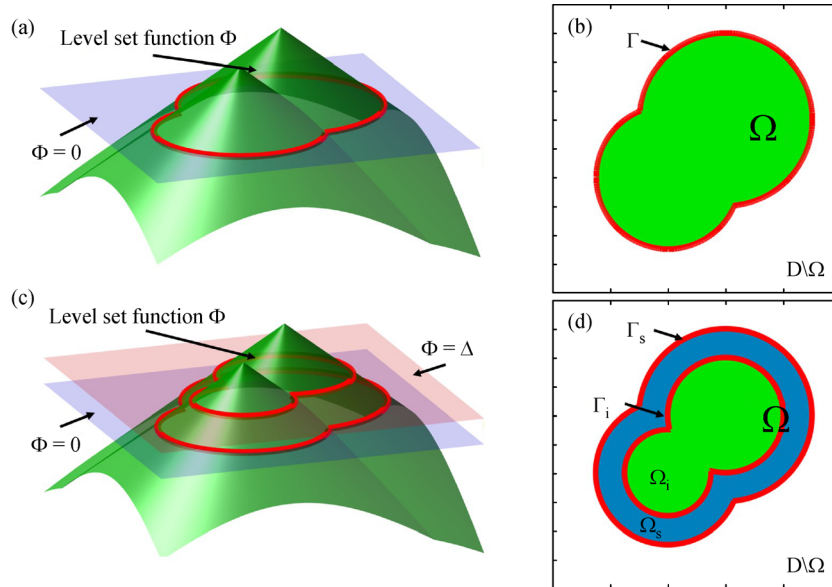 (a)
Level set function Φ
Φ = 0
(b)
Γ
Ω
D\Ω
(c)
Level set function Φ
Φ = Δ
Φ = 0
(d)
Γs
Γi
Ω
Ωi
Ωs
D\Ω